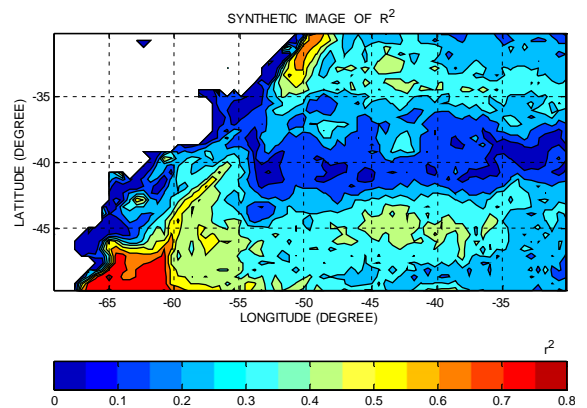 SYNTHETIC IMAGE OF R²
LATITUDE (DEGREE)
-35
-40
-45
-65 -60 -55 -50 -45 -40 -35
LONGITUDE (DEGREE)
r²
0 0.1 0.2 0.3 0.4 0.5 0.6 0.7 0.8